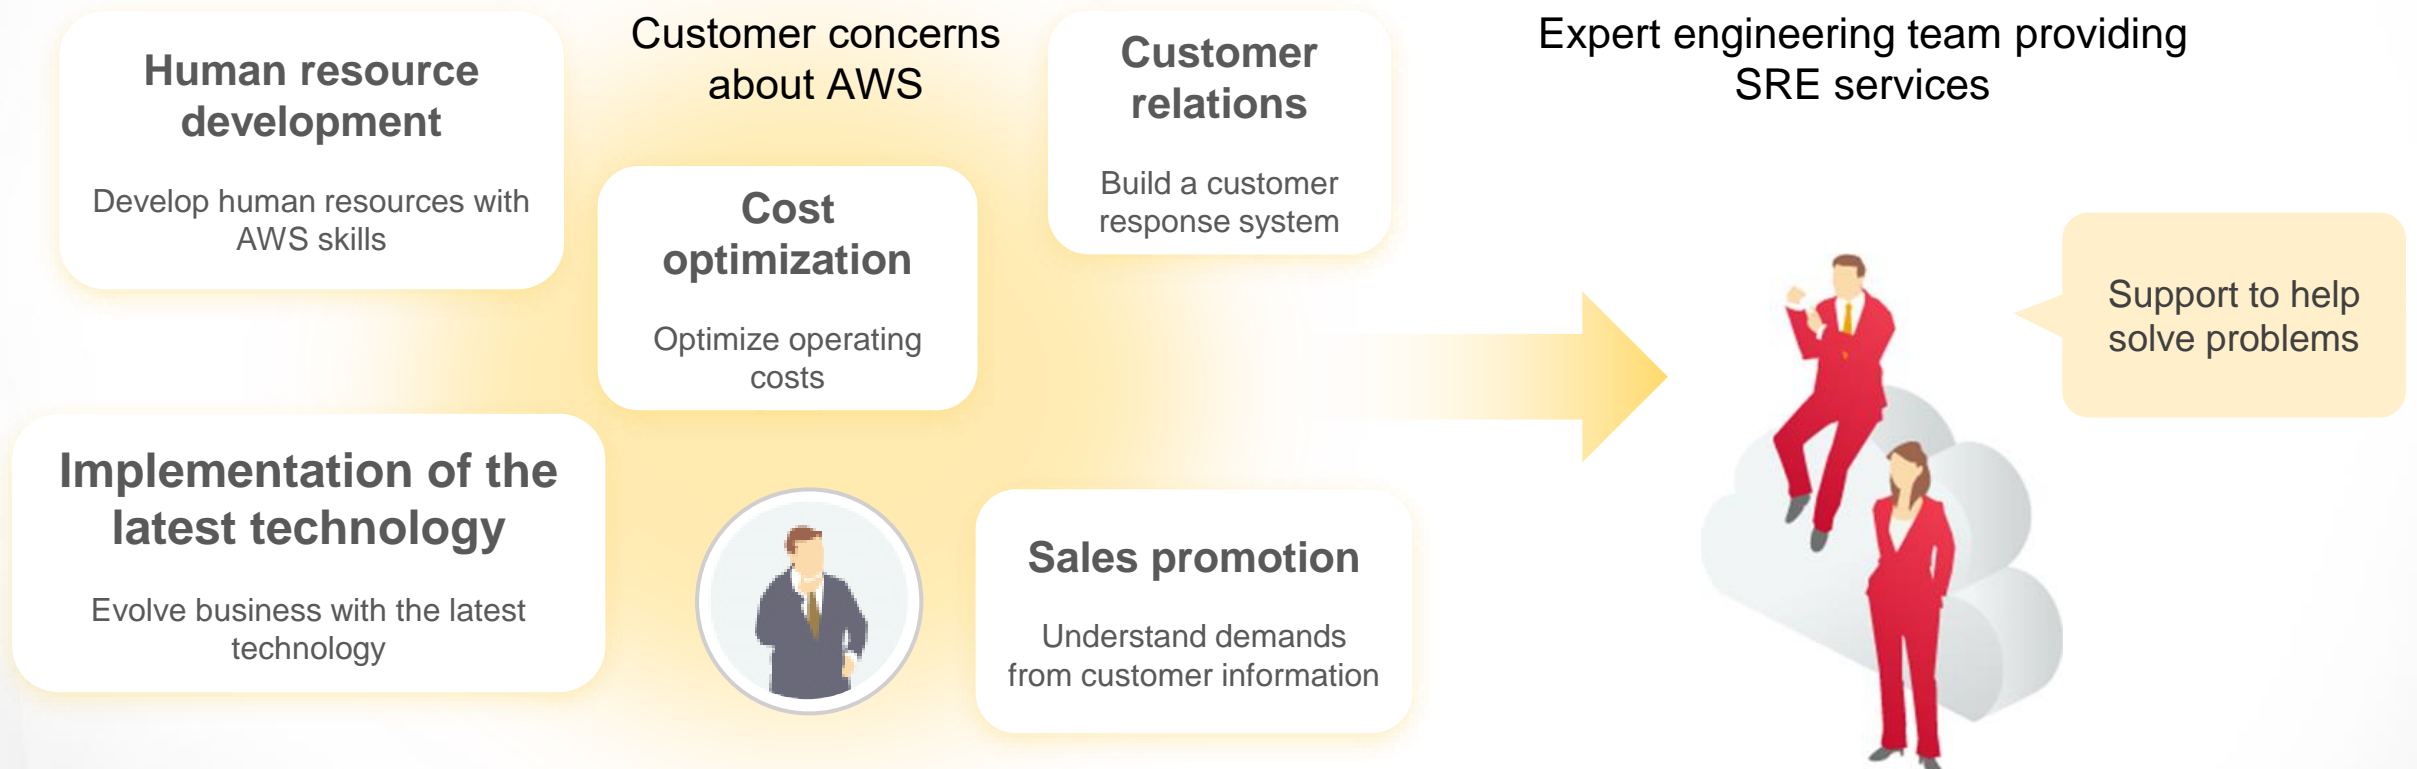 Human resource
development
Develop human resources with
AWS skills
Customer concerns
about AWS
Cost
optimization
Optimize operating
costs
Customer
relations
Build a customer
response system
Implementation of the
latest technology
Evolve business with the latest
technology
Sales promotion
Understand demands
from customer information
Expert engineering team providing
SRE services
Support to help
solve problems